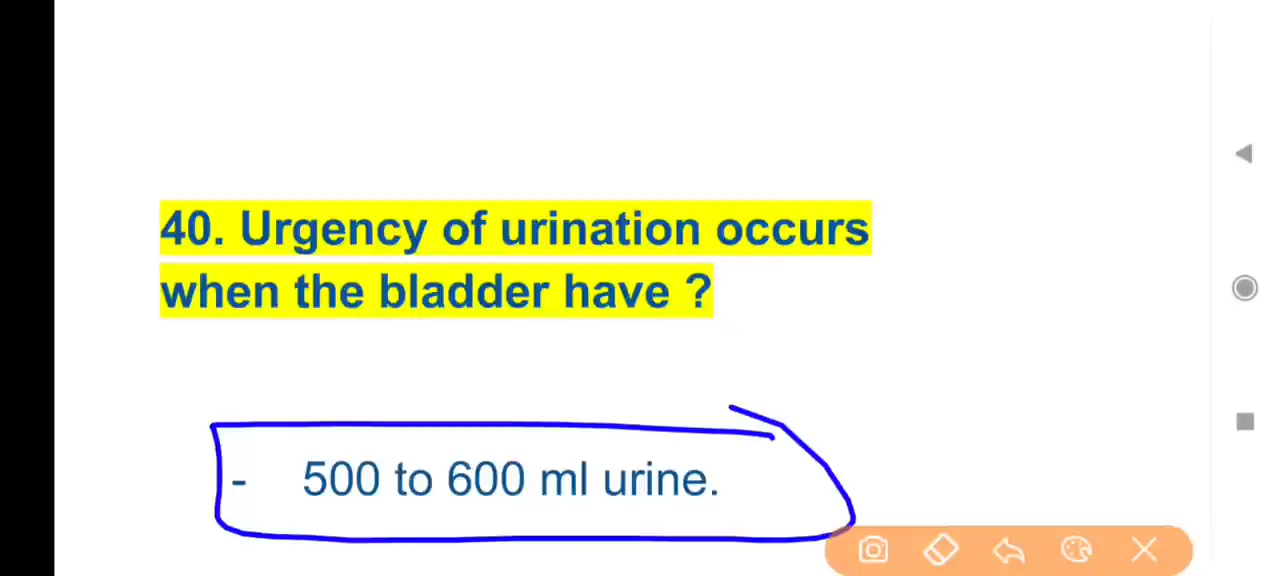 40. Urgency of urination occurs
when the bladder have ?
- 500 to 600 ml urine.